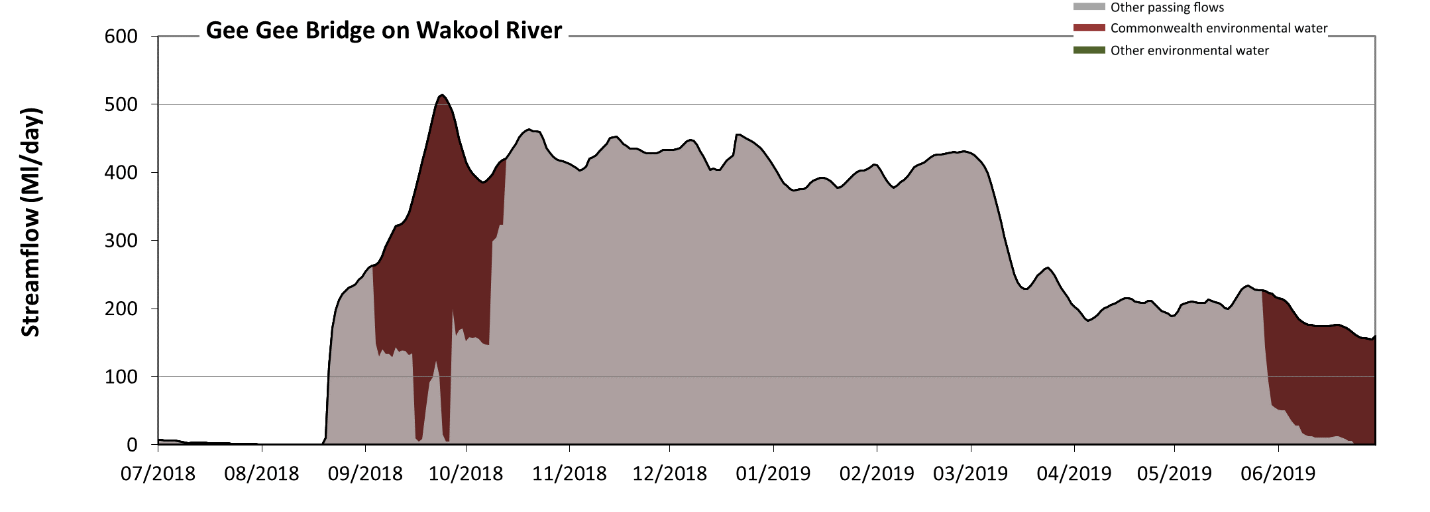 Other passing flows
Gee Gee Bridge on Wakool River
Commonwealth environmental water
Other environmental water
Streamflow (Ml/day)
600
500
400
300
200
100
0
07/2018 08/2018 09/2018 10/2018 11/2018 12/2018 01/2019 02/2019 03/2019 04/2019 05/2019 06/2019